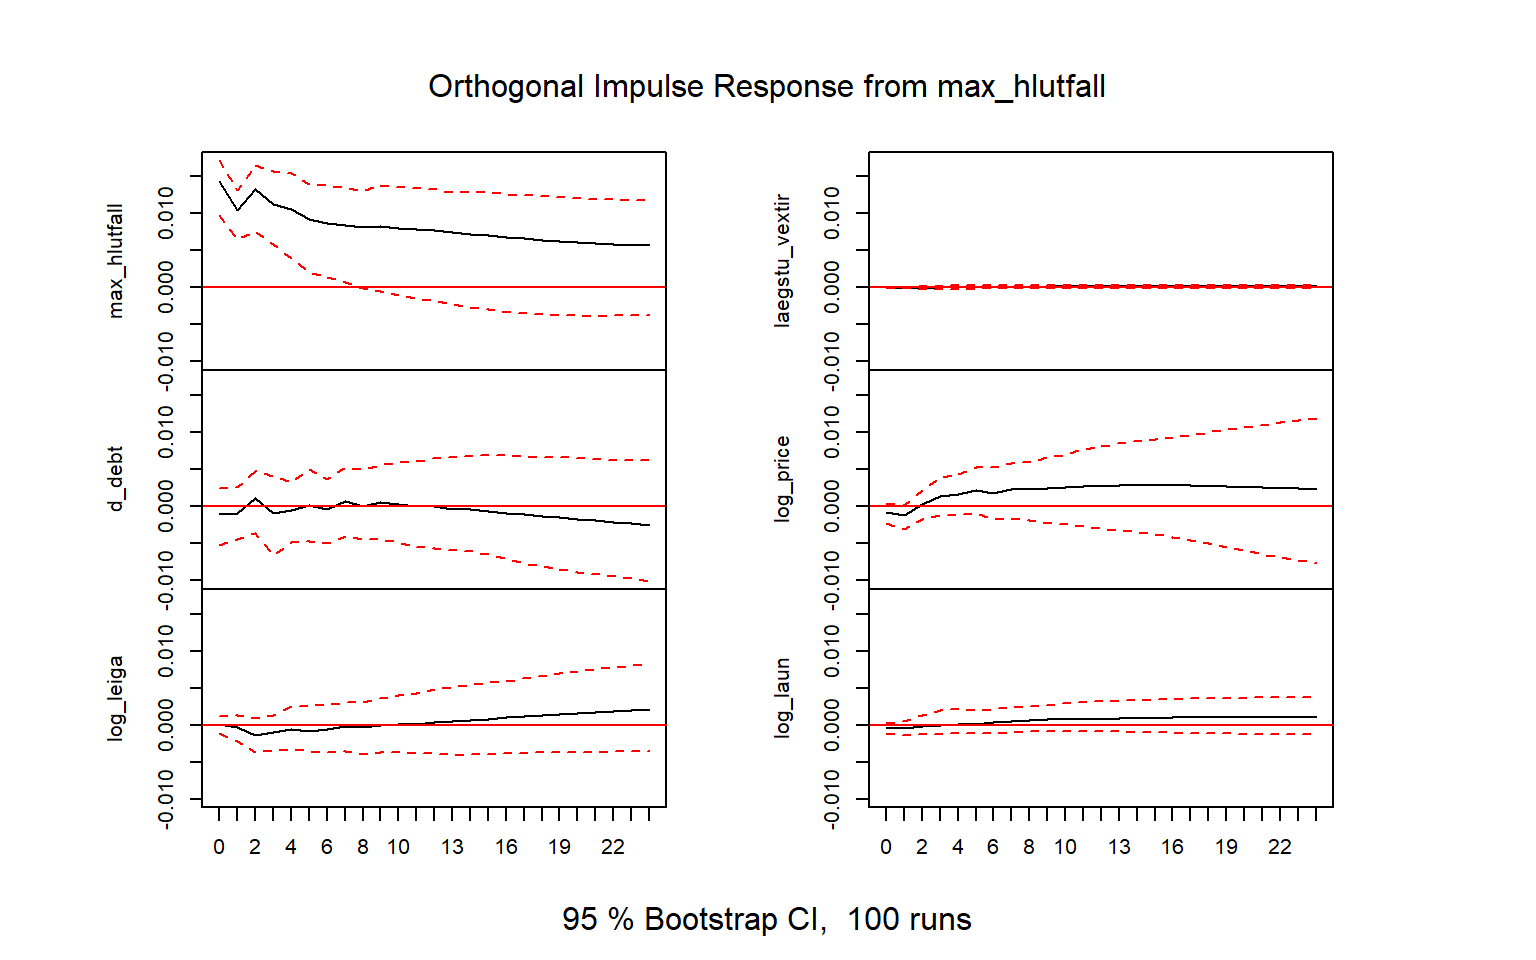 Orthogonal Impulse Response from max_hlutfall
max_hlutfall
-0.010 0.000 0.010
d_debt
-0.010 0.000 0.010
log_leiga
-0.010 0.000 0.010
0 2 4 6 8 10 13 16 19 22
laegstu_vextir
-0.010 0.000 0.010
log_price
-0.010 0.000 0.010
log_laun
-0.010 0.000 0.010
0 2 4 6 8 10 13 16 19 22
95 % Bootstrap CI,  100 runs